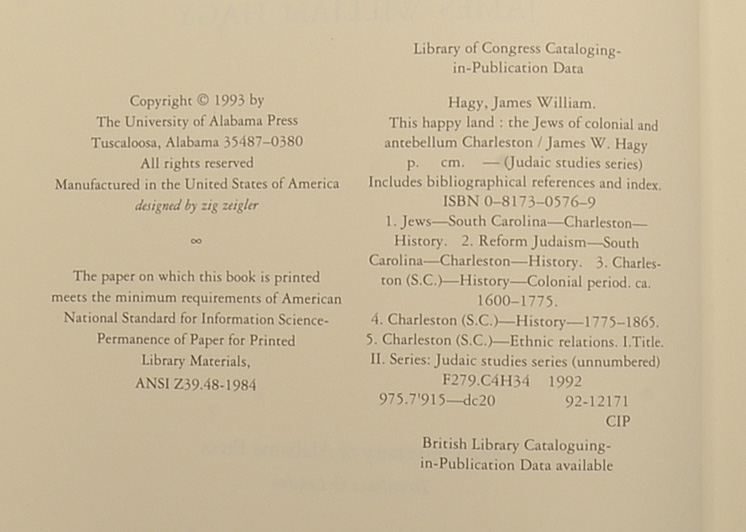 Copyright © 1993 by
The University of Alabama Press
Tuscaloosa, Alabama 35487–0380
All rights reserved
Manufactured in the United States of America
designed by zig zeigler
∞
The paper on which this book is printed
meets the minimum requirements of American
National Standard for Information Science-
Permanence of Paper for Printed
Library Materials,
ANSI Z39.48-1984
Library of Congress Cataloging-
in-Publication Data
Hagy, James William.
This happy land : the Jews of colonial and
antebellum Charleston / James W. Hagy
p. cm. — (Judaic studies series)
Includes bibliographical references and index.
ISBN 0–8173–0576–9
1. Jews—South Carolina—Charleston—
History. 2. Reform Judaism—South
Carolina—Charleston—History. 3. Charles-
ton (S.C.)—History—Colonial period. ca.
1600–1775.
4. Charleston (S.C.)—History—1775–1865.
5. Charleston (S.C.)—Ethnic relations. I.Title.
II. Series: Judaic studies series (unnumbered)
F279.C4H34 1992
975.7'915—dc20 92-12171
CIP
British Library Cataloguing-
in-Publication Data available